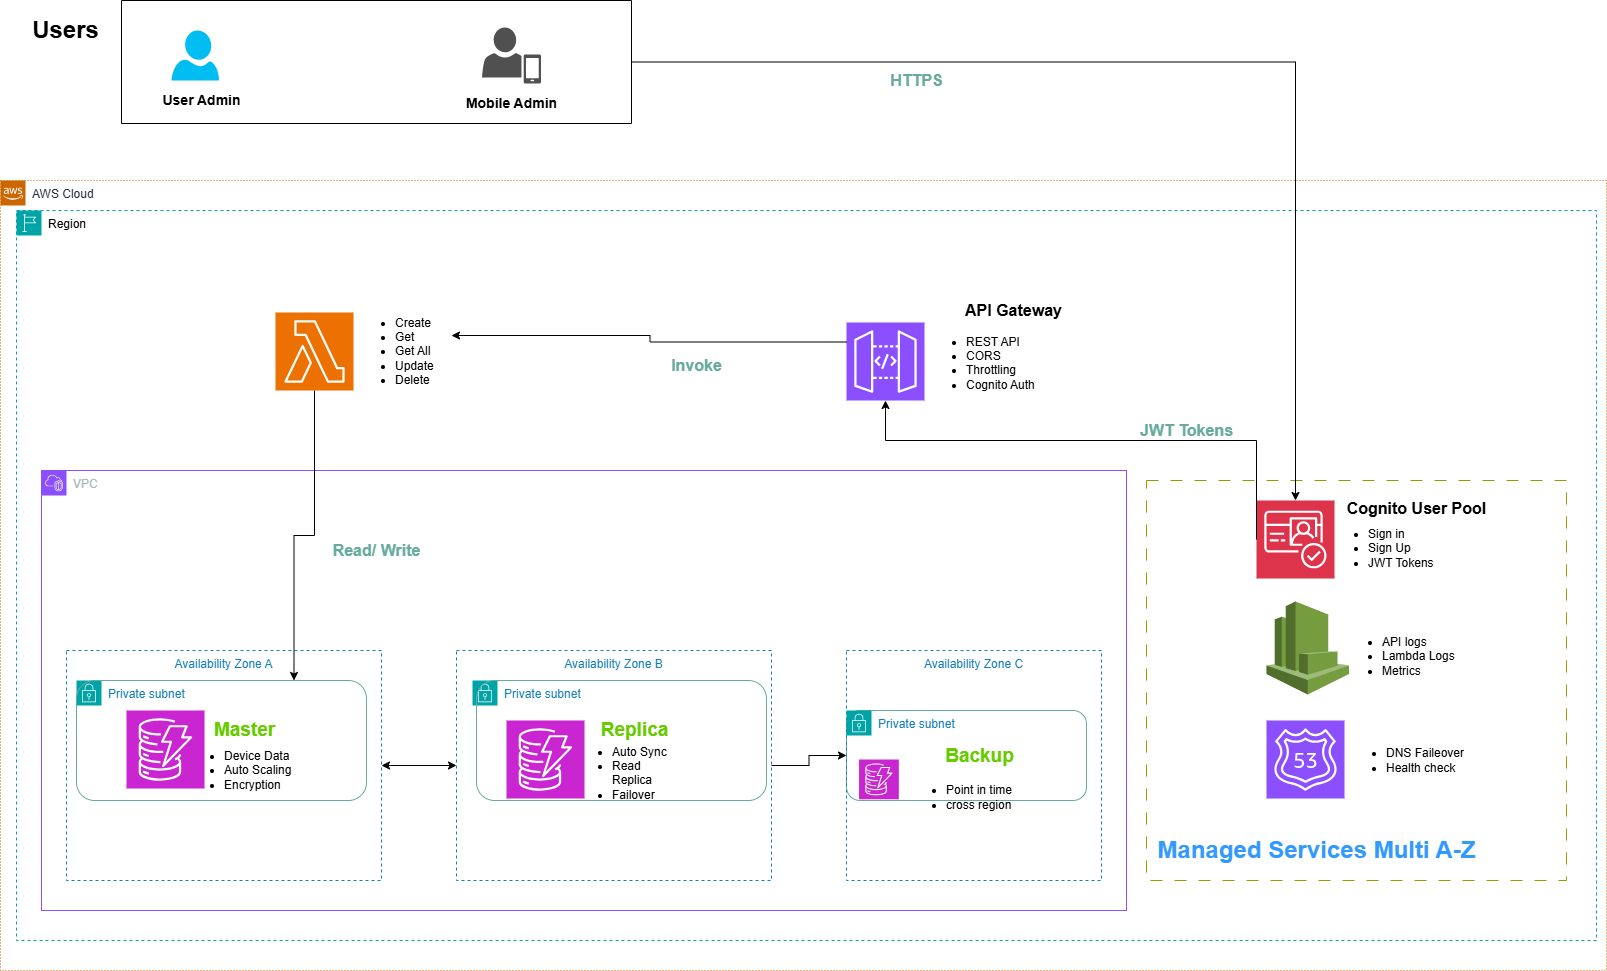 Users
User Admin
Mobile Admin
HTTPS
aws
AWS Cloud
Region
Create
Get
Get All
Update
Delete
Invoke
API Gateway
REST API
CORS
Throttling
Cognito Auth
JWT Tokens
VPC
Read/ Write
Availability Zone A
Private subnet
Master
Device Data
Auto Scaling
Encryption
Availability Zone B
Private subnet
Replica
Auto Sync
Read
Replica
Failover
Availability Zone C
Private subnet
Backup
Point in time
cross region
Cognito User Pool
Sign in
Sign Up
JWT Tokens
API logs
Lambda Logs
Metrics
53
DNS Faileover
Health check
Managed Services Multi A-Z